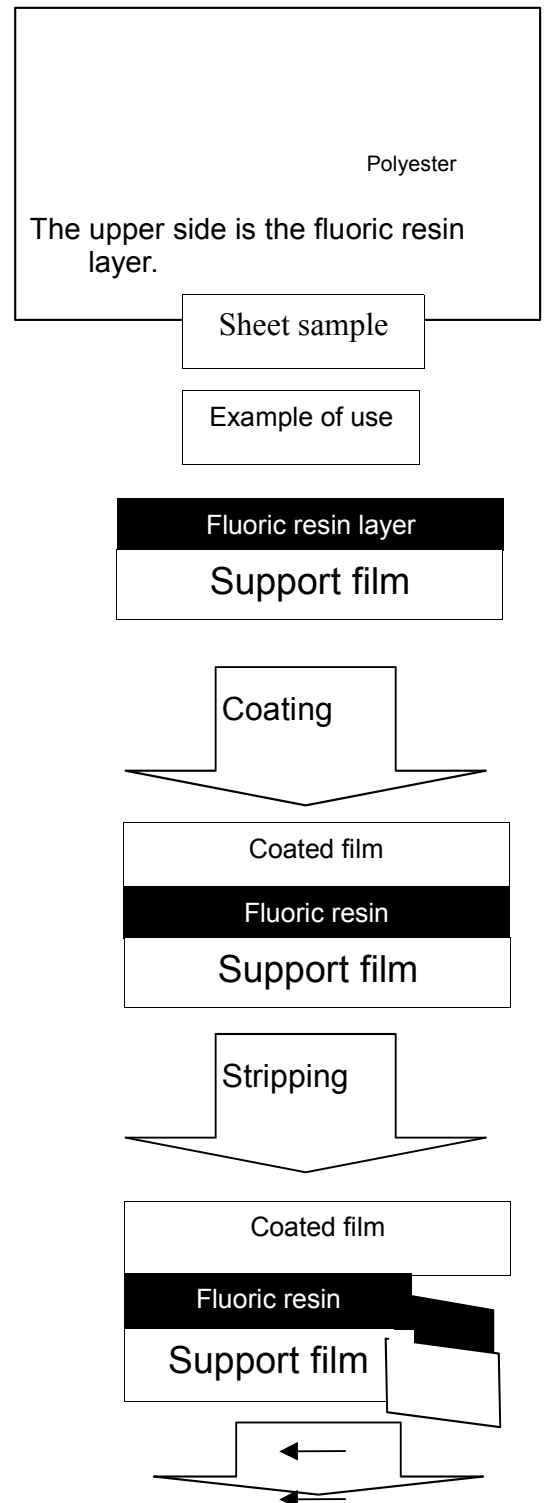 Polyester
The upper side is the fluoric resin
layer.
Sheet sample
Example of use
Fluoric resin layer
Support film
Coating
Coated film
Fluoric resin
Support film
Stripping
Coated film
Fluoric resin
Support film